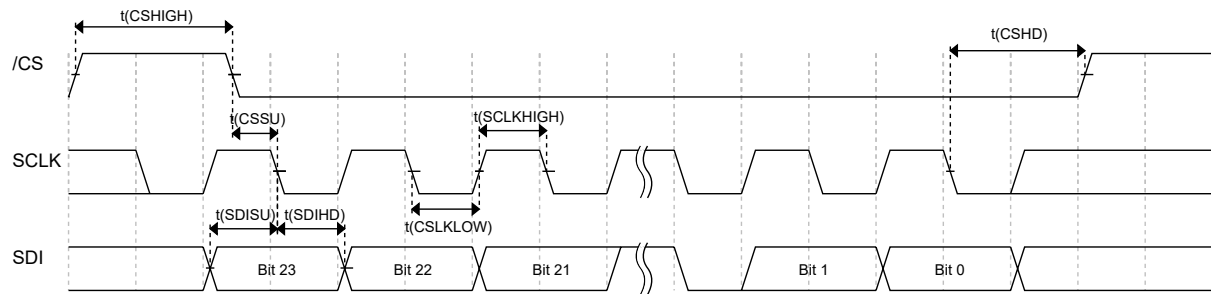 t(CSHIGH)
t(CSHD)
/CS
t(CSSU)
t(SCLKHIGH)
SCLK
t(SDISU)
t(SDIHD)
t(CSLKLOW)
SDI
Bit 23
Bit 22
Bit 21
Bit 1
Bit 0